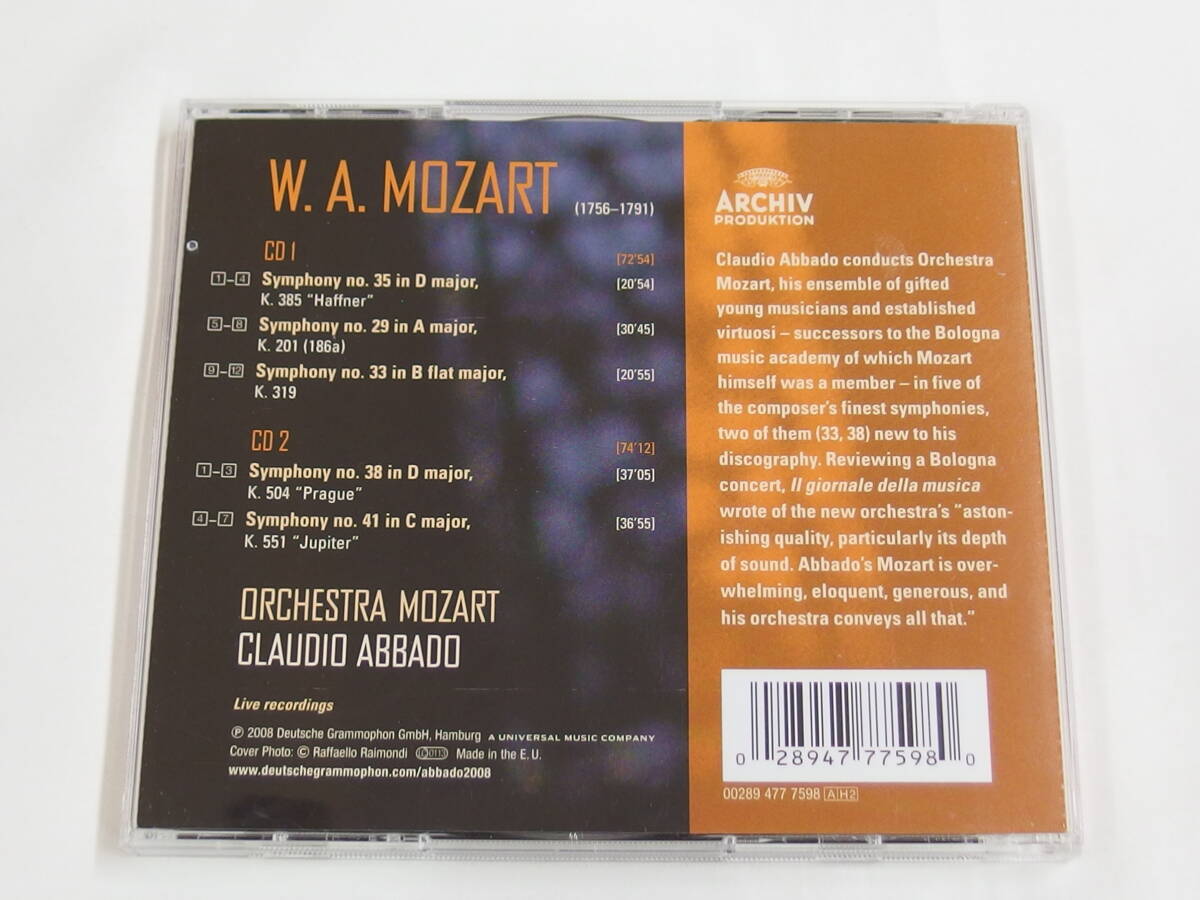 W. A. MOZART (1756–1791)
CD 1 [72'54]
1–4 Symphony no. 35 in D major, [20'54]
K. 385 "Haffner"
5–8 Symphony no. 29 in A major, [30'45]
K. 201 (186a)
9–12 Symphony no. 33 in B flat major, [20'55]
K. 319
CD 2 [74'12]
1–3 Symphony no. 38 in D major, [37'05]
K. 504 "Prague"
4–7 Symphony no. 41 in C major, [36'55]
K. 551 "Jupiter"
ORCHESTRA MOZART
CLAUDIO ABBADO
Live recordings
℗ 2008 Deutsche Grammophon GmbH, Hamburg A UNIVERSAL MUSIC COMPANY
Cover Photo: © Raffaello Raimondi Made in the E. U.
www.deutschegrammophon.com/abbado2008
ARCHIV
PRODUKTION
Claudio Abbado conducts Orchestra
Mozart, his ensemble of gifted
young musicians and established
virtuosi – successors to the Bologna
music academy of which Mozart
himself was a member – in five of
the composer's finest symphonies,
two of them (33, 38) new to his
discography. Reviewing a Bologna
concert, Il giornale della musica
wrote of the new orchestra's "aston-
ishing quality, particularly its depth
of sound. Abbado's Mozart is over-
whelming, eloquent, generous, and
his orchestra conveys all that."
0 28947 77598 0
00289 477 7598 AH2